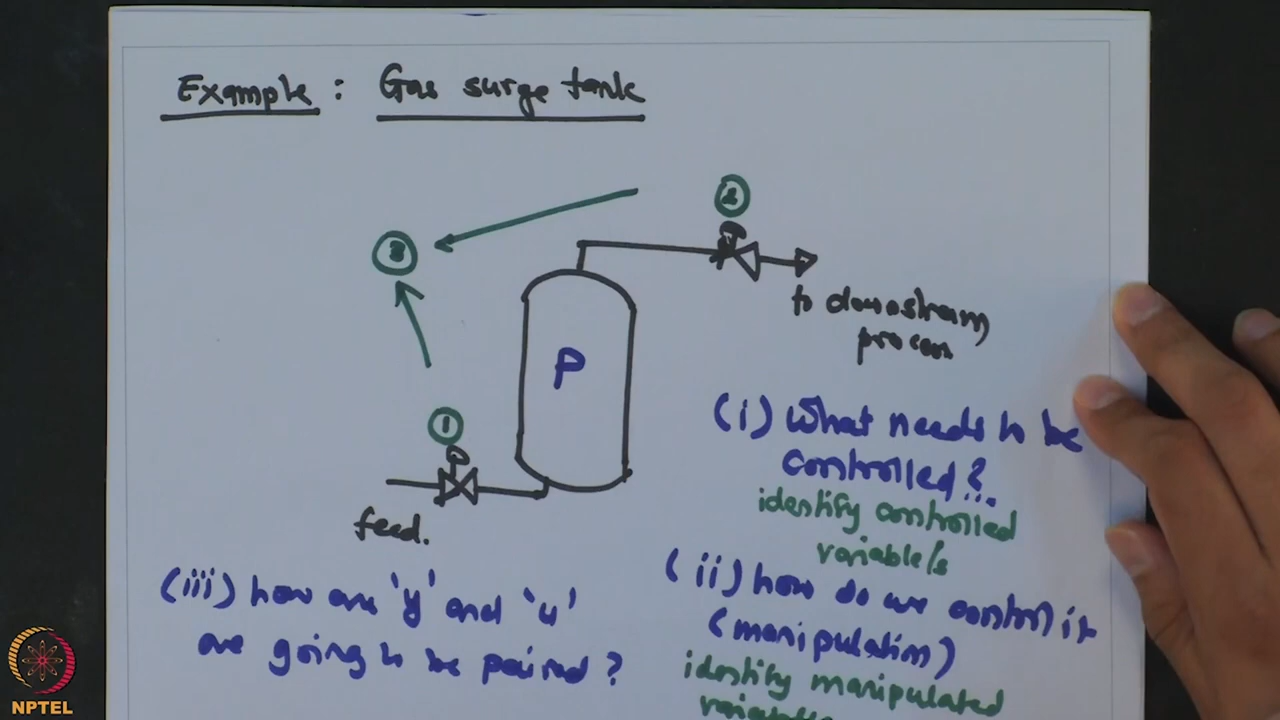 Example : Gas surge tank
2
3
P
to downstream
process
1
feed.
(i) What needs to be
controlled?
identify controlled
variable/s
(ii) how do we control it
(manipulation)
identify manipulated
(iii) how are 'y' and 'u'
are going to be paired?
NPTEL